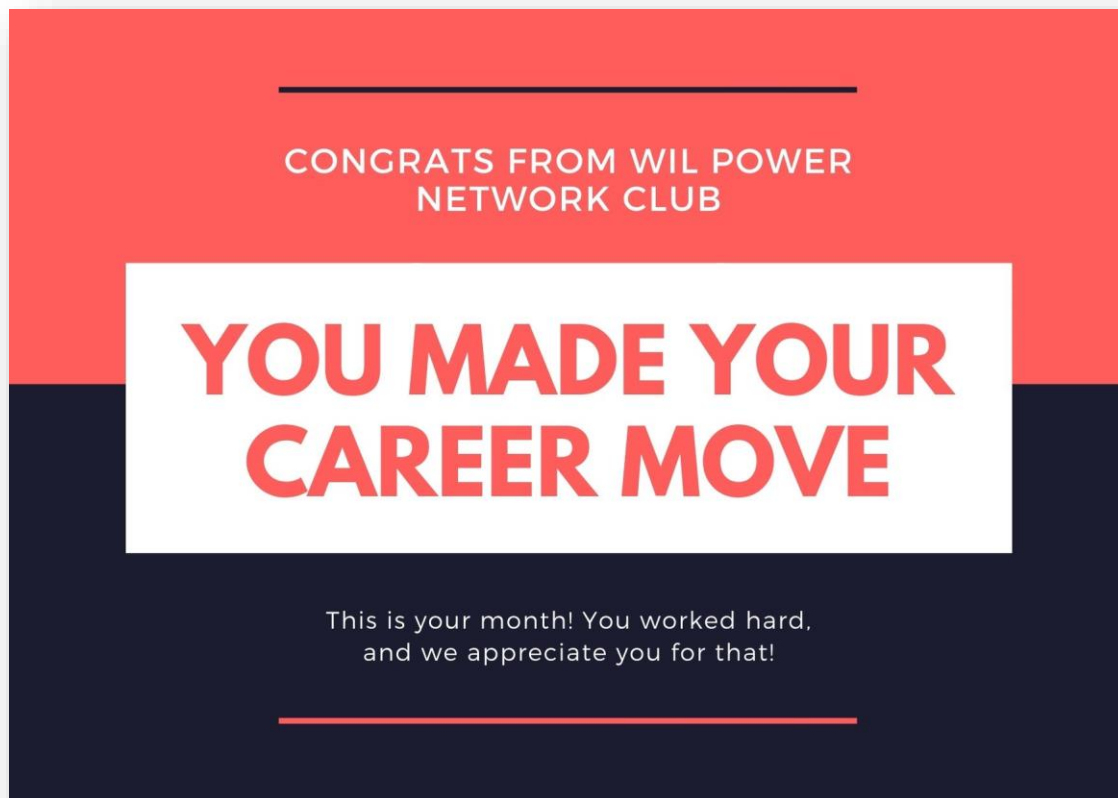 CONGRATS FROM WIL POWER
NETWORK CLUB
YOU MADE YOUR
CAREER MOVE
This is your month! You worked hard,
and we appreciate you for that!